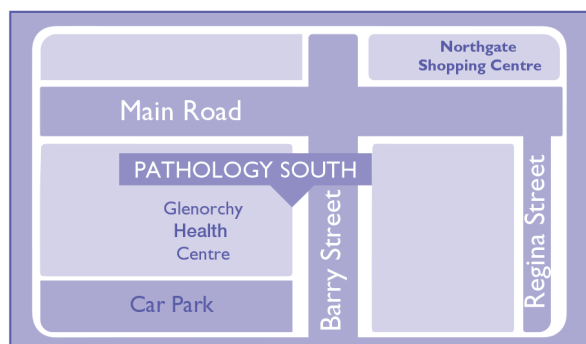 Northgate
Shopping Centre
Main Road
PATHOLOGY SOUTH
Glenorchy
Health
Centre
Barry Street
Regina Street
Car Park